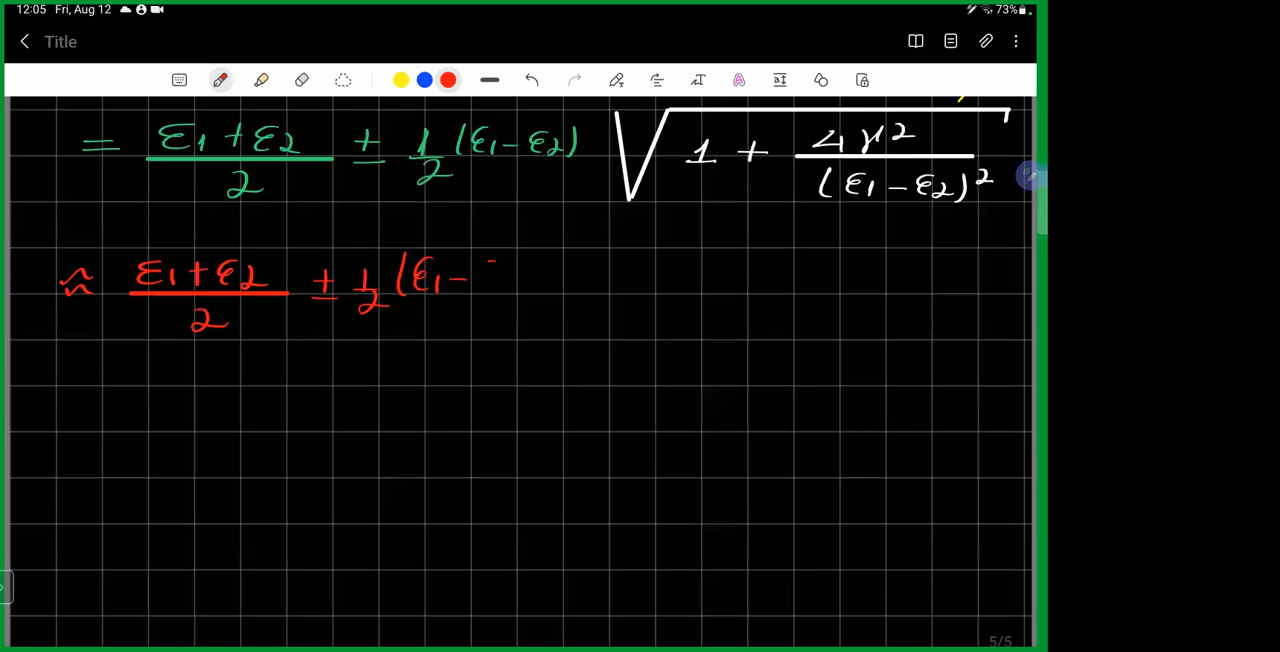 12:05 Fri, Aug 12 73%
Title
= ε1 + ε2 / 2 ± 1/2 (ε1 - ε2) √ 1 + 4γ² / (ε1 - ε2)²
≈ ε1 + ε2 / 2 ± 1/2 (ε1 -
5/5